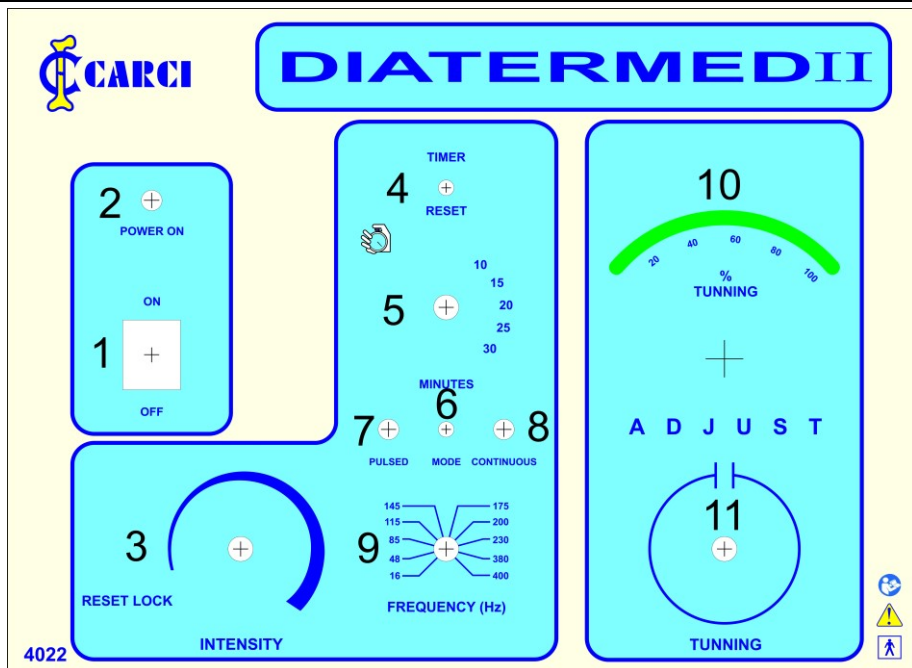 CARCI
DIATERMED II
2
POWER ON
ON
1
OFF
TIMER
4
RESET
10
15
5
20
25
30
MINUTES
6
7
8
PULSED
MODE
CONTINUOUS
3
RESET LOCK
INTENSITY
9
145
175
115
200
85
230
48
380
16
400
FREQUENCY (Hz)
10
20
40
60
80
100
%
TUNNING
A D J U S T
11
TUNNING
4022